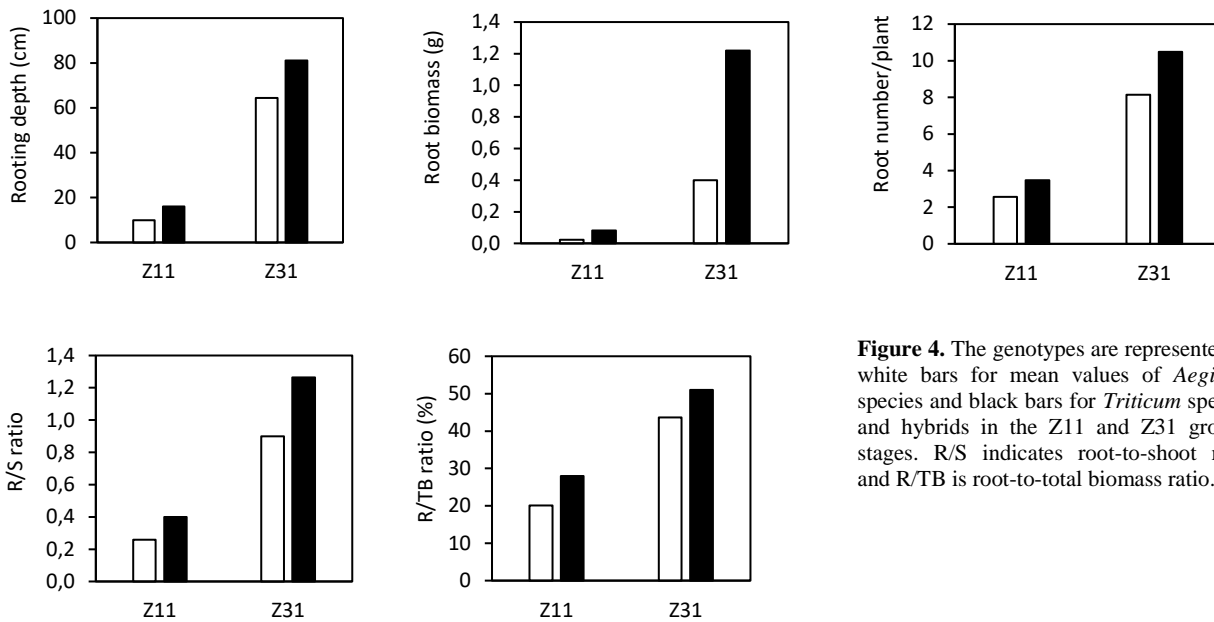 Rooting depth (cm)
100
80
60
40
20
0
Z11 Z31
Root biomass (g)
1,4
1,2
1,0
0,8
0,6
0,4
0,2
0,0
Z11 Z31
Root number/plant
12
10
8
6
4
2
0
Z11 Z31
R/S ratio
1,4
1,2
1,0
0,8
0,6
0,4
0,2
0,0
Z11 Z31
R/TB ratio (%)
60
50
40
30
20
10
0
Z11 Z31
Figure 4. The genotypes are represente
white bars for mean values of Aegi
species and black bars for Triticum spe
and hybrids in the Z11 and Z31 gro
stages. R/S indicates root-to-shoot r
and R/TB is root-to-total biomass ratio.